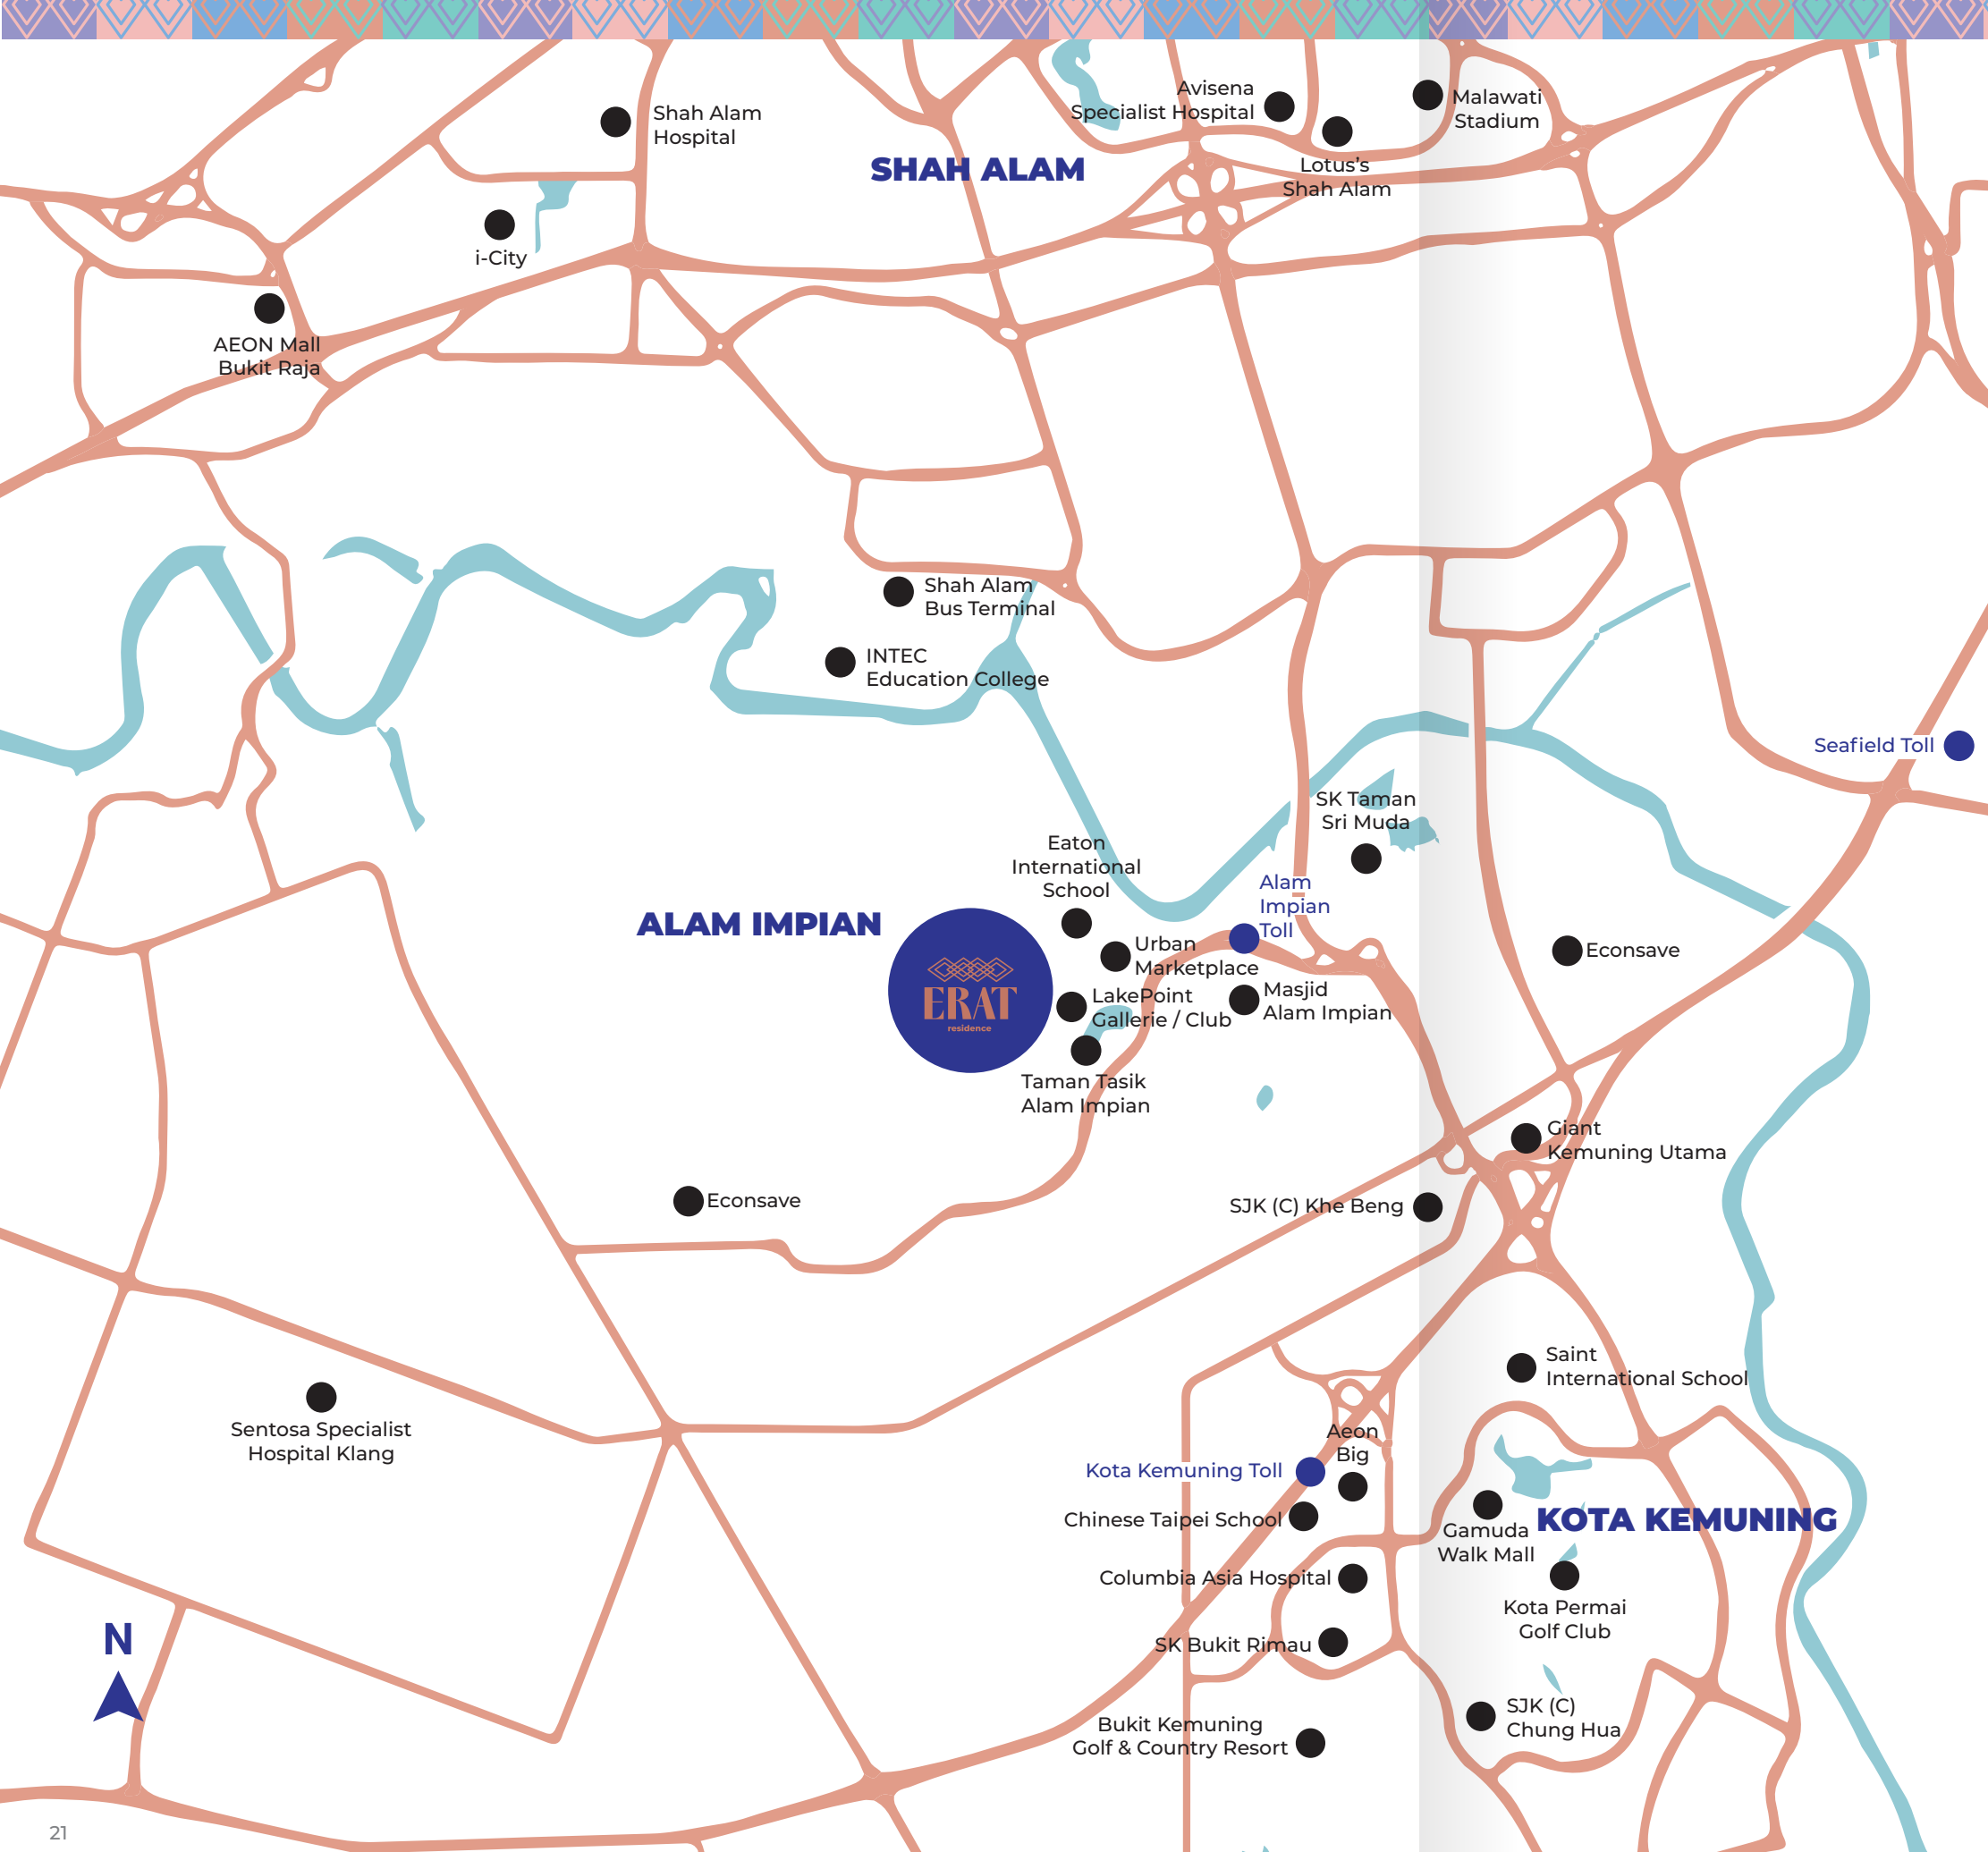 Shah Alam
Hospital
Avisena
Specialist Hospital
Malawati
Stadium
SHAH ALAM
Lotus's
Shah Alam
i-City
AEON Mall
Bukit Raja
Shah Alam
Bus Terminal
INTEC
Education College
Seafield Toll
SK Taman
Sri Muda
Eaton
International
School
Alam
Impian
Toll
ALAM IMPIAN
Urban
Marketplace
Econsave
ERAT
residence
LakePoint
Gallerie / Club
Masjid
Alam Impian
Taman Tasik
Alam Impian
Giant
Kemuning Utama
Econsave
SJK (C) Khe Beng
Saint
International School
Sentosa Specialist
Hospital Klang
Aeon
Big
Kota Kemuning Toll
Chinese Taipei School
Gamuda
Walk Mall
KOTA KEMUNING
Columbia Asia Hospital
Kota Permai
Golf Club
SK Bukit Rimau
N
SJK (C)
Chung Hua
Bukit Kemuning
Golf & Country Resort
21